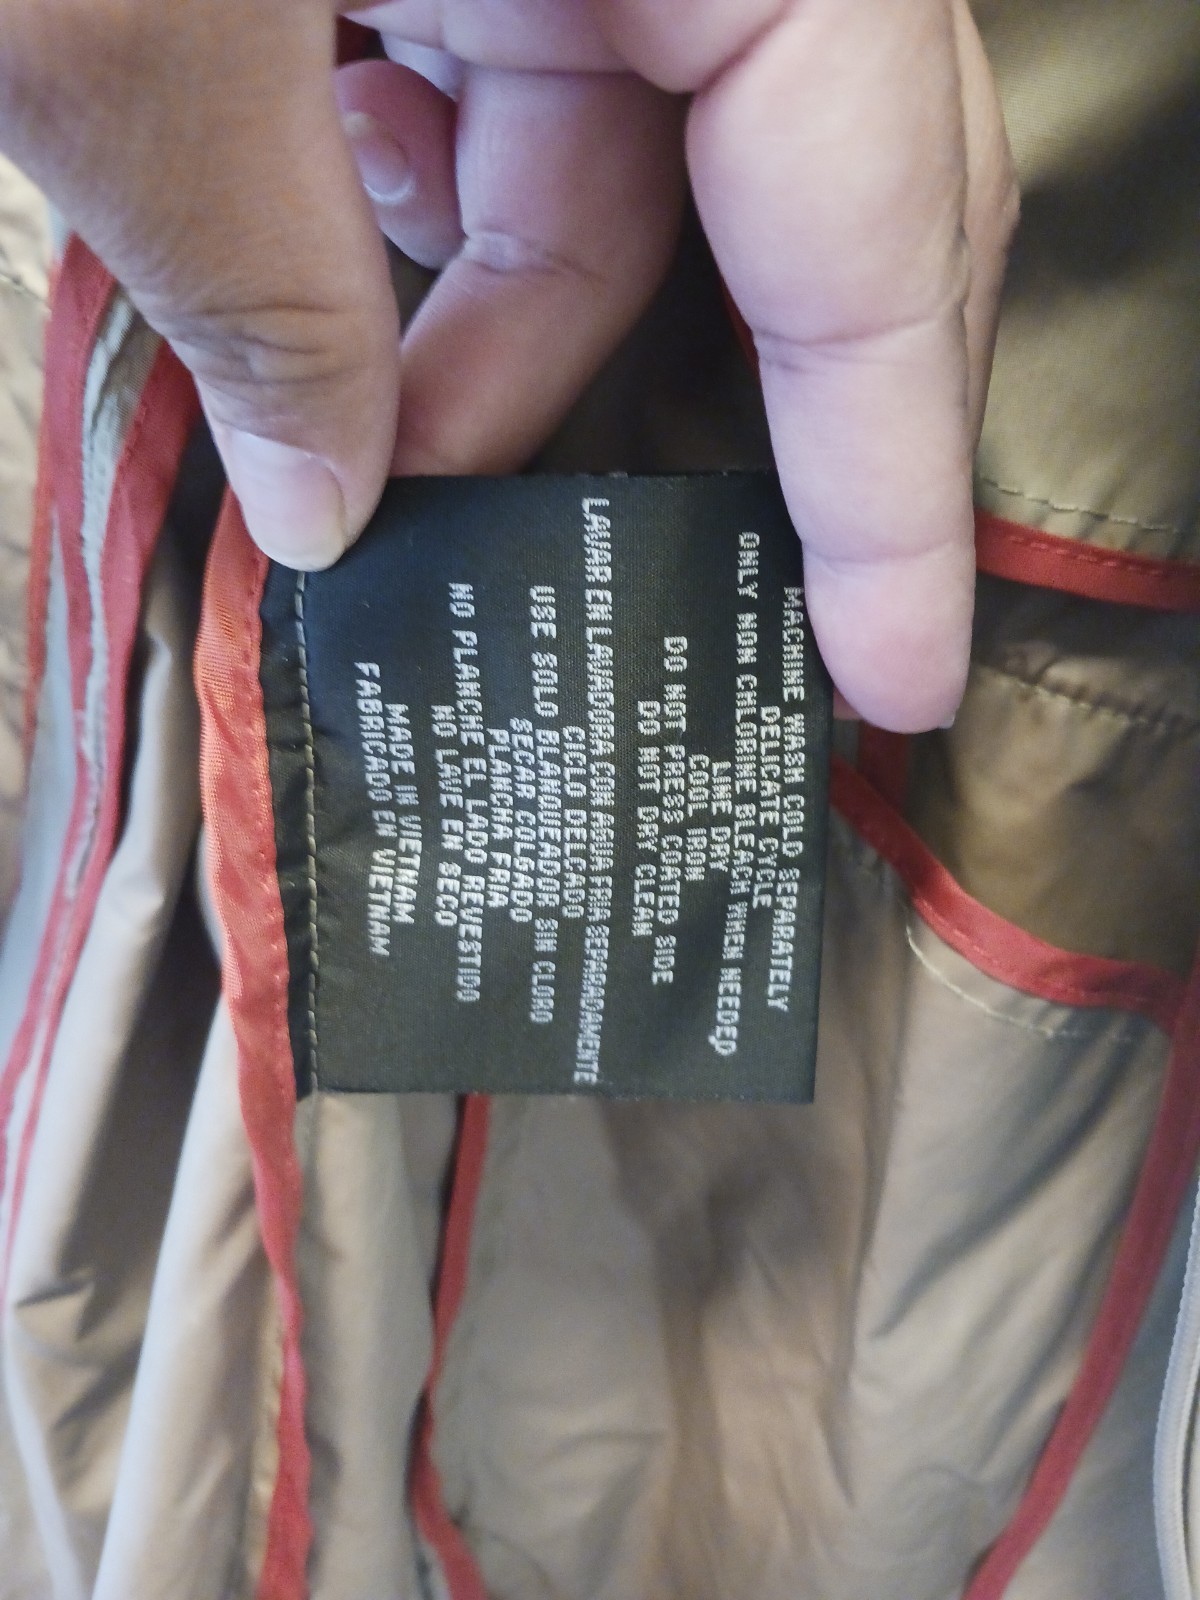 MACHINE WASH COLD SEPARATELY
DELICATE CYCLE
ONLY NON CHLORINE BLEACH WHEN NEEDED
LINE DRY
COOL IRON
DO NOT PRESS COATED SIDE
DO NOT DRY CLEAN
LAVAR EN LAVADORA CON AGUA FRIA SEPARADAMENTE
CICLO DELCADO
USE SOLO BLANQUEADOR SIN CLORO
SECAR COLGADO
PLANCHA FRIA
NO PLANCHE EL LADO REVESTIDO
NO LAVE EN SECO
MADE IN VIETNAM
FABRICADO EN VIETNAM